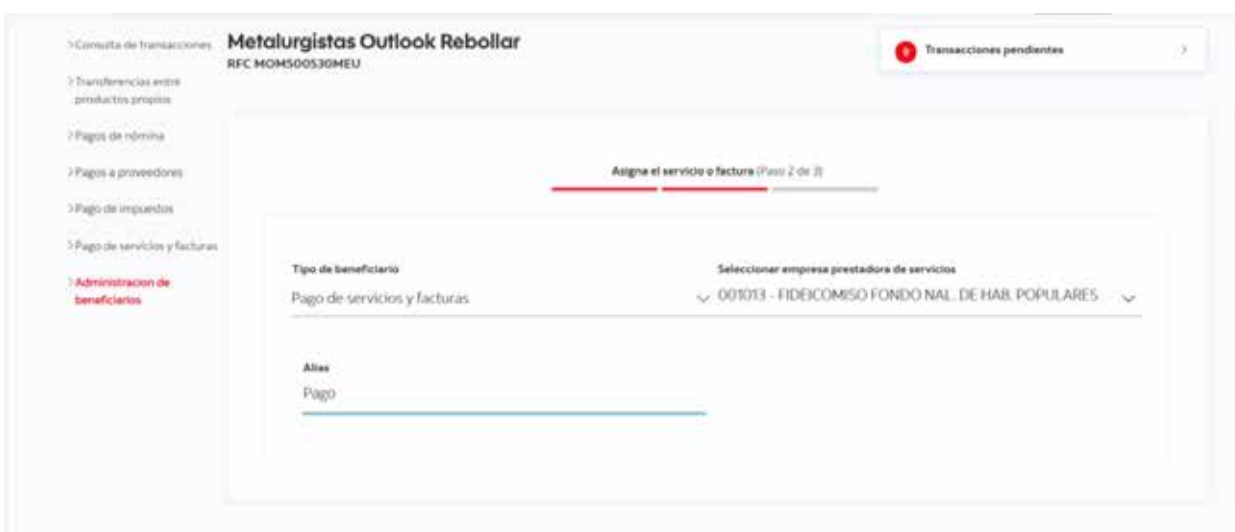 Consulta de transacciones
Transferencias entre
productos propios
Pagos de nómina
Pagos a proveedores
Pago de impuestos
Pago de servicios y facturas
Administracion de
beneficiarios
Metalurgistas Outlook Rebollar
RFC MOM500530MEU
Transacciones pendientes
Asigna el servicio o factura (Paso 2 de 3)
Tipo de beneficiario
Pago de servicios y facturas
Seleccionar empresa prestadora de servicios
001013 - FIDEICOMISO FONDO NAL. DE HAB. POPULARES
Alias
Pago